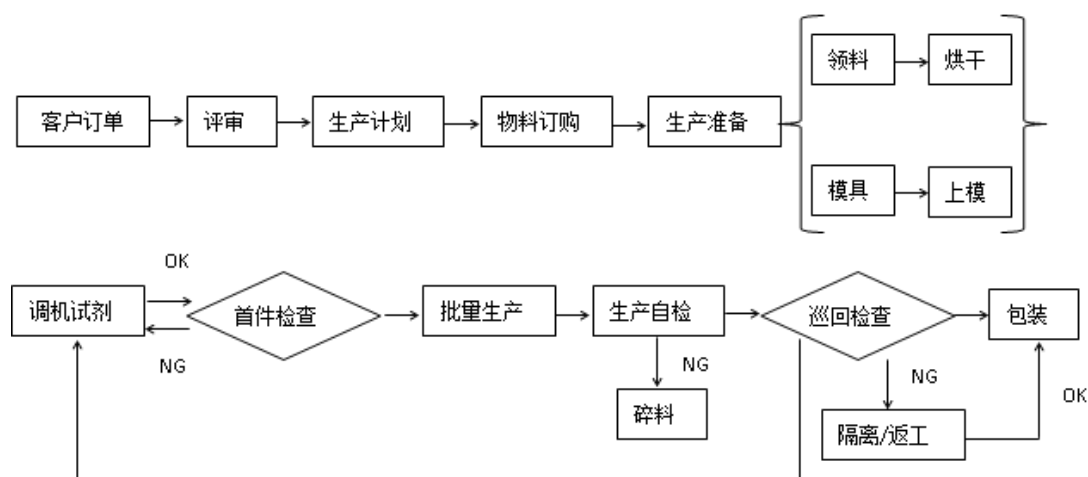 领料
烘干
客户订单
评审
生产计划
物料订购
生产准备
模具
上模
OK
调机试剂
首件检查
批量生产
生产自检
巡回检查
包装
NG
NG
NG
OK
碎料
隔离/返工